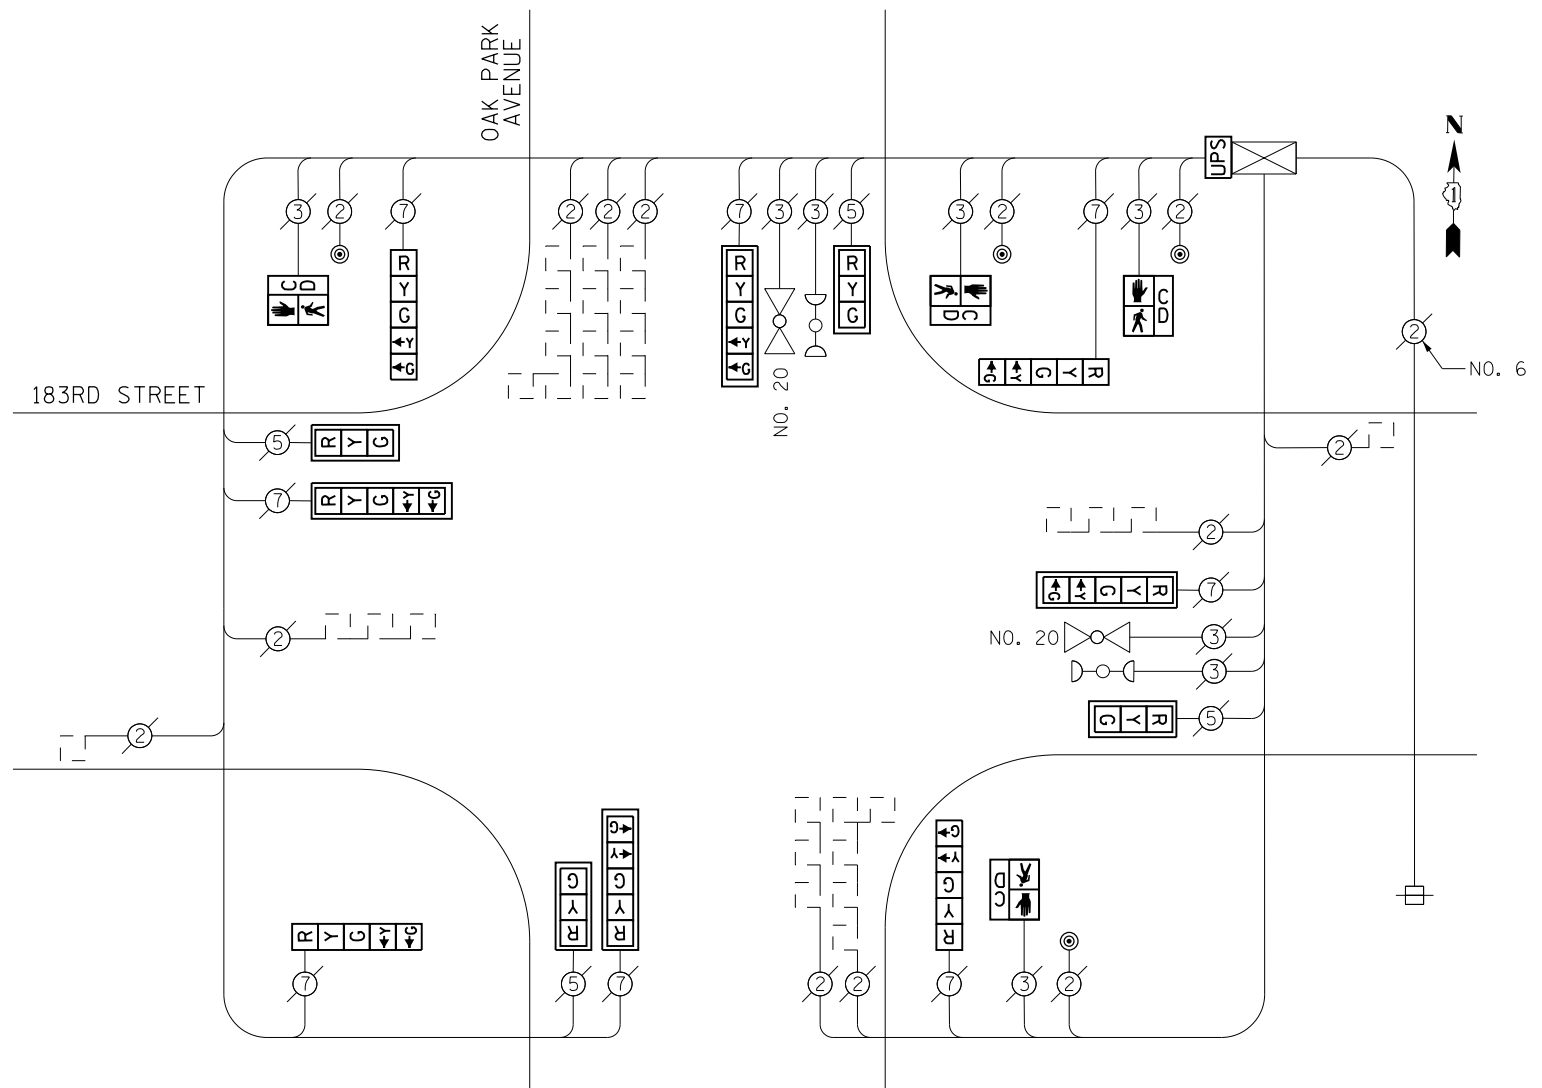 OAK PARK
AVENUE
UPS
N
1
3 2 7 2 2 2 7 3 3 5 3 2 7 3 2
C
D
R
Y
G
Y
G
R
Y
G
Y
G
R
Y
G
NO. 20
C
D
C
D
R Y G Y G
2
NO. 6
183RD STREET
5 R Y G
2
7 R Y G Y G
2
R Y G Y G 7
2
NO. 20 3
3
R Y G 5
2
G
Y
G
Y
R
G
Y
R
G
Y
G
Y
R
C
D
R Y G Y G
7 5 7 2 2 7 3 2